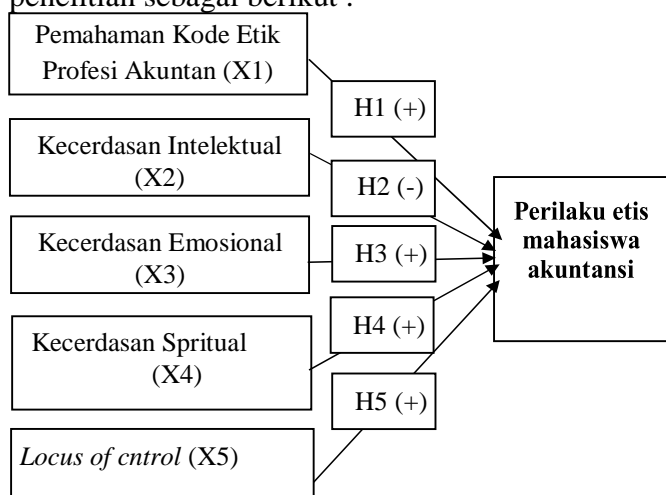 penelitian sebagai berikut :
Pemahaman Kode Etik
Profesi Akuntan (X1)
H1 (+)
Kecerdasan Intelektual
(X2)
H2 (-)
Kecerdasan Emosional
(X3)
H3 (+)
Perilaku etis
mahasiswa
akuntansi
Kecerdasan Spritual
(X4)
H4 (+)
H5 (+)
Locus of cntrol (X5)